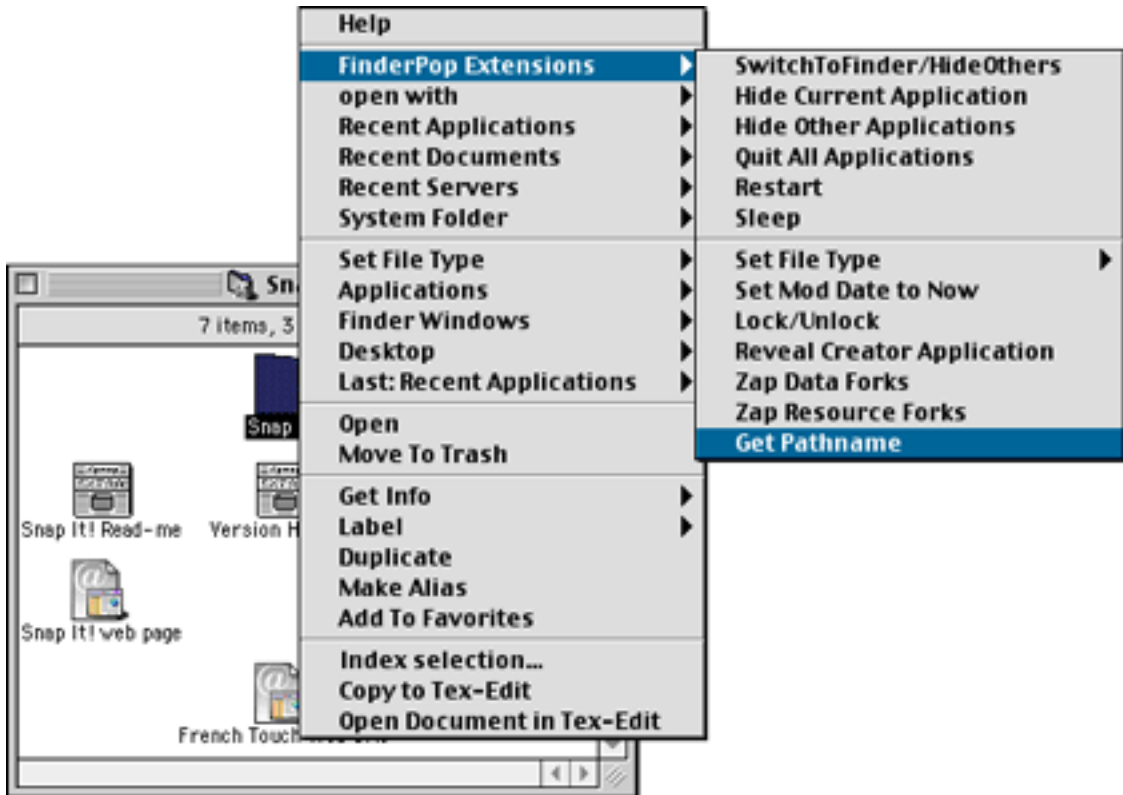 Help
FinderPop Extensions
open with
Recent Applications
Recent Documents
Recent Servers
System Folder
Set File Type
Applications
Finder Windows
Desktop
Last: Recent Applications
Open
Move To Trash
Get Info
Label
Duplicate
Make Alias
Add To Favorites
Index selection...
Copy to Tex-Edit
Open Document in Tex-Edit
SwitchToFinder/HideOthers
Hide Current Application
Hide Other Applications
Quit All Applications
Restart
Sleep
Set File Type
Set Mod Date to Now
Lock/Unlock
Reveal Creator Application
Zap Data Forks
Zap Resource Forks
Get Pathname
7 items, 3
Snap
Snap It! Read-me
Version
Snap It! web page
French Touch